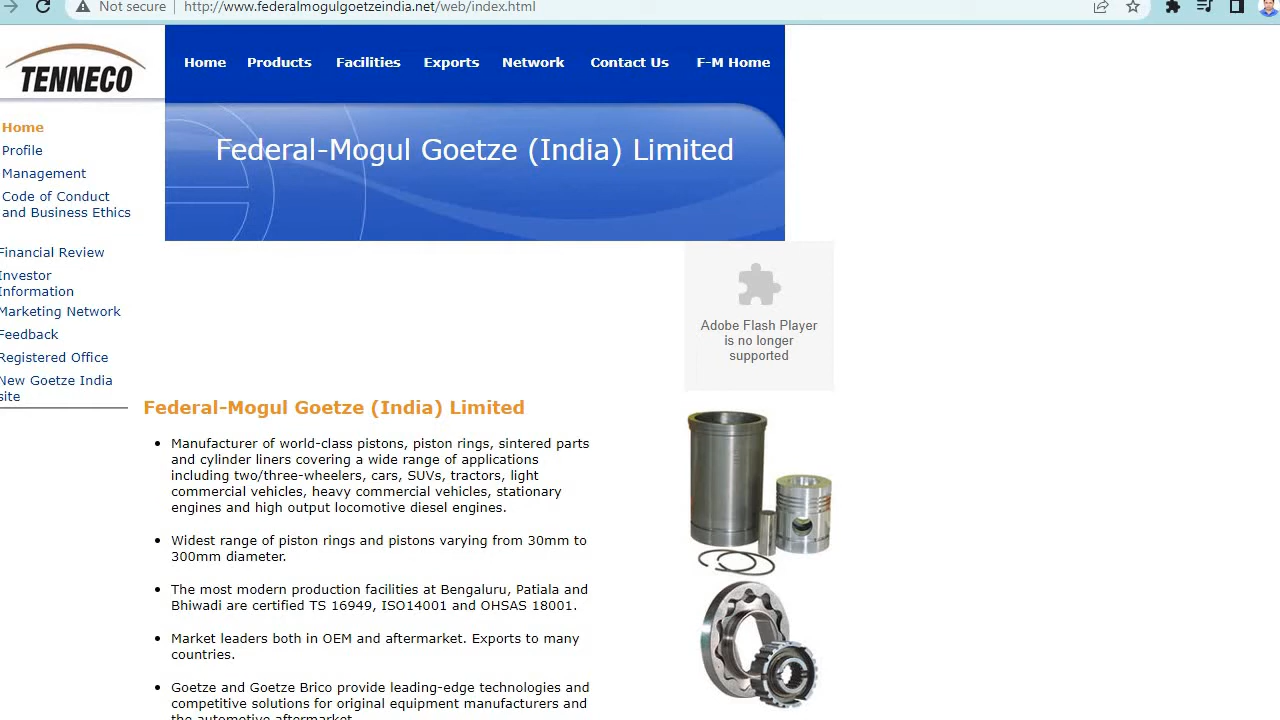 Not secure | http://www.federalmogulgoetzeindia.net/web/index.html
TENNECO
Home Products Facilities Exports Network Contact Us F-M Home
Federal-Mogul Goetze (India) Limited
Home
Profile
Management
Code of Conduct
and Business Ethics
Financial Review
Investor
Information
Marketing Network
Feedback
Registered Office
New Goetze India
site
Adobe Flash Player
is no longer
supported
Federal-Mogul Goetze (India) Limited
• Manufacturer of world-class pistons, piston rings, sintered parts
and cylinder liners covering a wide range of applications
including two/three-wheelers, cars, SUVs, tractors, light
commercial vehicles, heavy commercial vehicles, stationary
engines and high output locomotive diesel engines.
• Widest range of piston rings and pistons varying from 30mm to
300mm diameter.
• The most modern production facilities at Bengaluru, Patiala and
Bhiwadi are certified TS 16949, ISO14001 and OHSAS 18001.
• Market leaders both in OEM and aftermarket. Exports to many
countries.
• Goetze and Goetze Brico provide leading-edge technologies and
competitive solutions for original equipment manufacturers and
the automotive aftermarket.